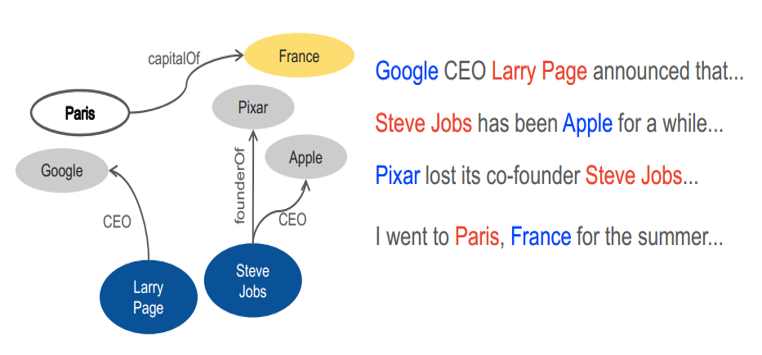 capitalOf
France
Paris
Pixar
Google
Apple
founderOf
CEO
CEO
Larry
Page
Steve
Jobs
Google CEO Larry Page announced that...
Steve Jobs has been Apple for a while...
Pixar lost its co-founder Steve Jobs...
I went to Paris, France for the summer...